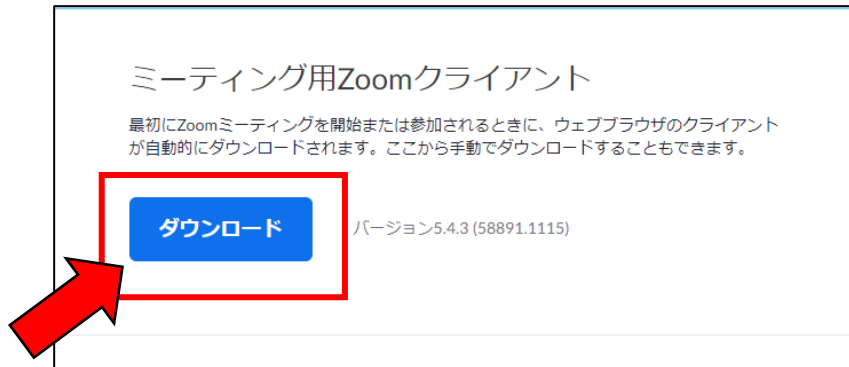 ミーティング用Zoomクライアント
最初にZoomミーティングを開始または参加されるときに、ウェブブラウザのクライアント
が自動的にダウンロードされます。ここから手動でダウンロードすることもできます。
ダウンロード
バージョン5.4.3 (58891.1115)